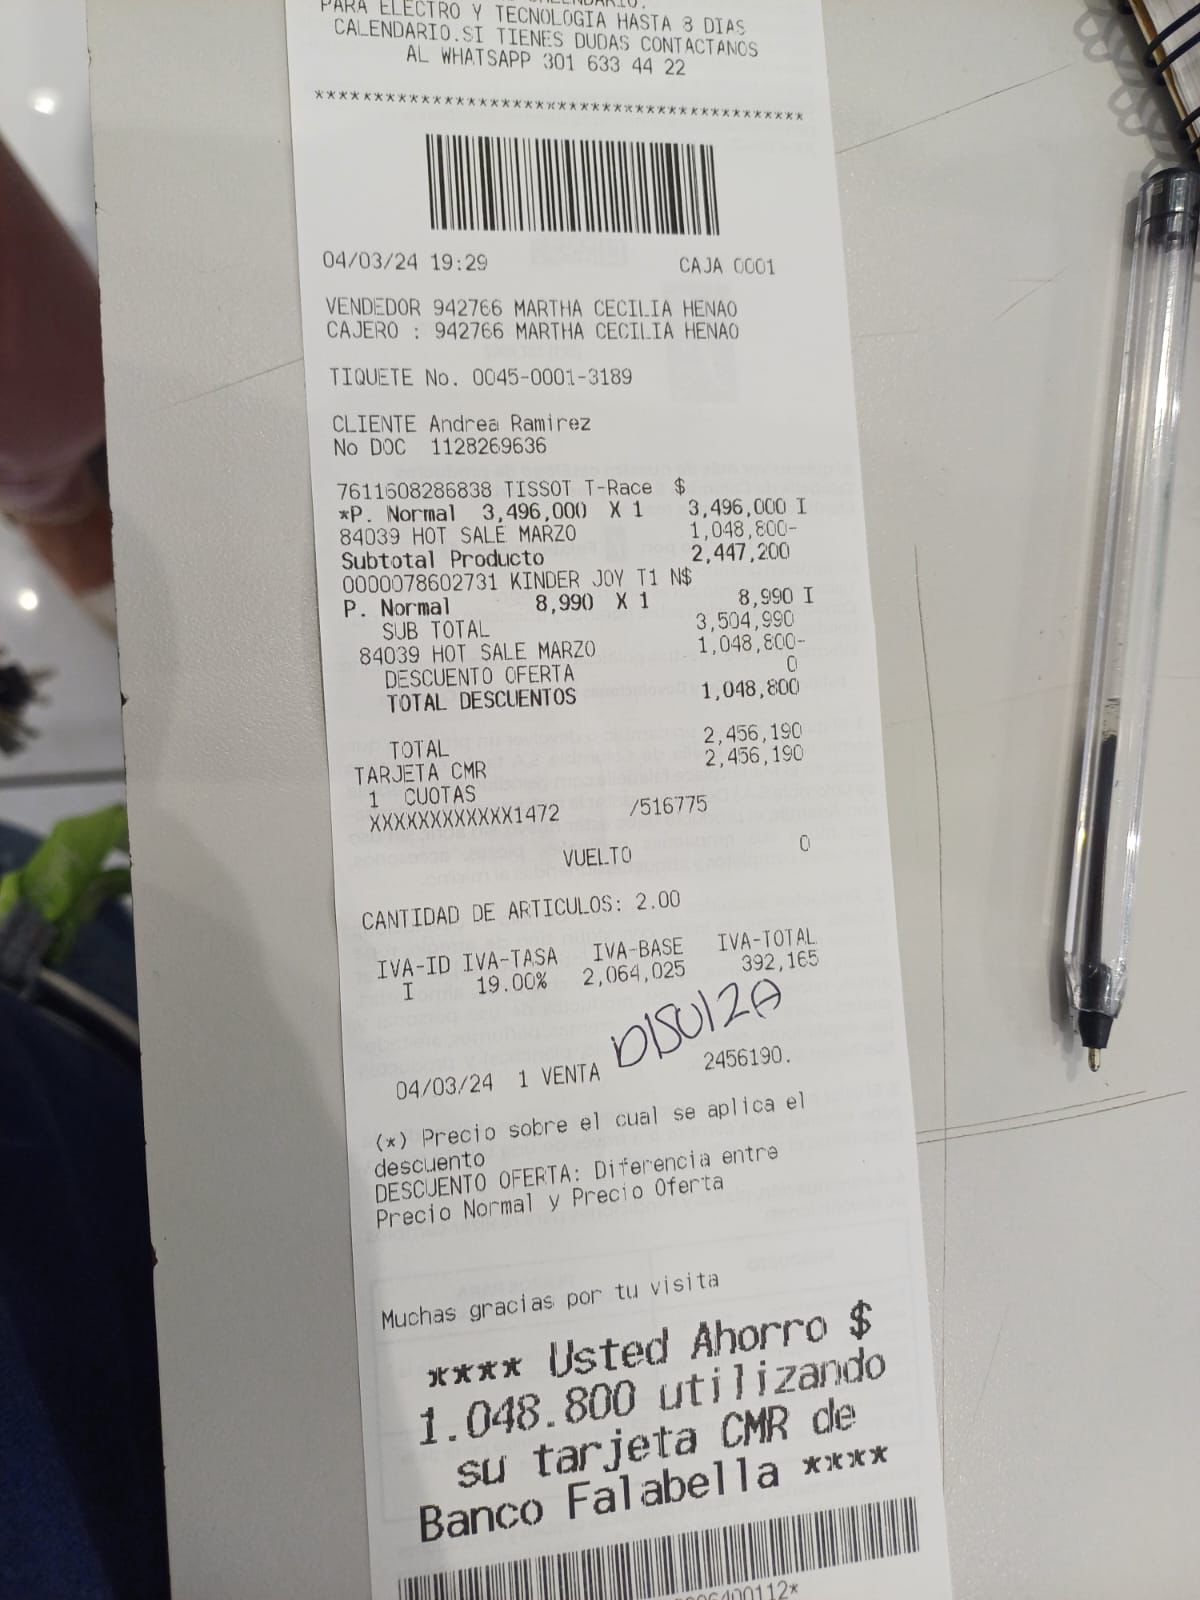 PARA ELECTRO Y TECNOLOGIA HASTA 8 DIAS
CALENDARIO.SI TIENES DUDAS CONTACTANOS
AL WHATSAPP 301 633 44 22
*****************************************
04/03/24 19:29 CAJA 0001
VENDEDOR 942766 MARTHA CECILIA HENAO
CAJERO : 942766 MARTHA CECILIA HENAO
TIQUETE No. 0045-0001-3189
CLIENTE Andrea Ramirez
No DOC 1128269636
7611608286838 TISSOT T-Race $
*P. Normal 3,496,000 X 1 3,496,000 I
84039 HOT SALE MARZO 1,048,800-
Subtotal Producto 2,447,200
0000078602731 KINDER JOY T1 N$
P. Normal 8,990 X 1 8,990 I
SUB TOTAL 3,504,990
84039 HOT SALE MARZO 1,048,800-
DESCUENTO OFERTA 0
TOTAL DESCUENTOS 1,048,800
TOTAL 2,456,190
TARJETA CMR 2,456,190
1 CUOTAS
XXXXXXXXXXXX1472 /516775
VUELTO 0
CANTIDAD DE ARTICULOS: 2.00
IVA-ID IVA-TASA IVA-BASE IVA-TOTAL
I 19.00% 2,064,025 392,165
04/03/24 1 VENTA 2456190.
(*) Precio sobre el cual se aplica el
descuento
DESCUENTO OFERTA: Diferencia entre
Precio Normal y Precio Oferta
Muchas gracias por tu visita
**** Usted Ahorro $
1.048.800 utilizando
su tarjeta CMR de
Banco Falabella ****